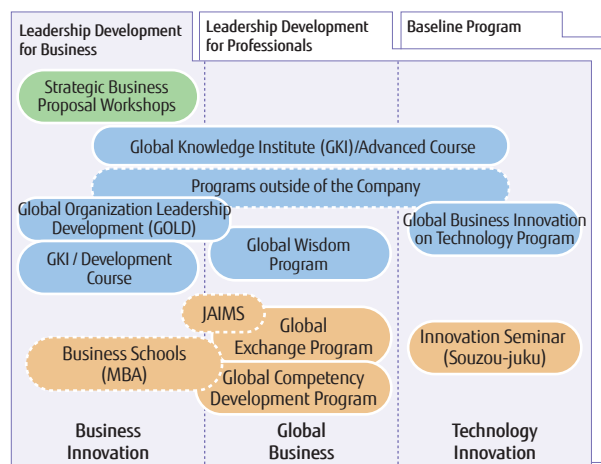 Leadership Development
for Business
Leadership Development
for Professionals
Baseline Program
Strategic Business
Proposal Workshops
Global Knowledge Institute (GKI)/Advanced Course
Programs outside of the Company
Global Organization Leadership
Development (GOLD)
Global Business Innovation
on Technology Program
GKI / Development
Course
Global Wisdom
Program
JAIMS
Global
Exchange Program
Business Schools
(MBA)
Innovation Seminar
(Souzou-juku)
Global Competency
Development Program
Business
Innovation
Global
Business
Technology
Innovation